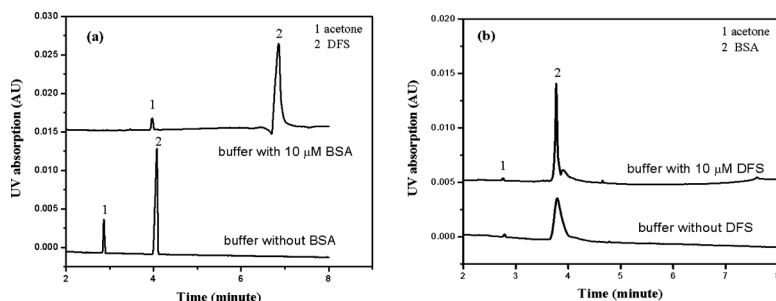 (a)
1 acetone
2 DFS
0.030
0.025
0.020
0.015
0.010
0.005
0.000
UV absorption (AU)
1
2
buffer with 10 μM BSA
1
2
buffer without BSA
2
4
6
8
Time (minute)
(b)
1 acetone
2 BSA
0.020
0.015
0.010
0.005
0.000
UV absorption (AU)
1
2
buffer with 10 μM DFS
buffer without DFS
2
3
4
5
6
7
8
Time (minute)